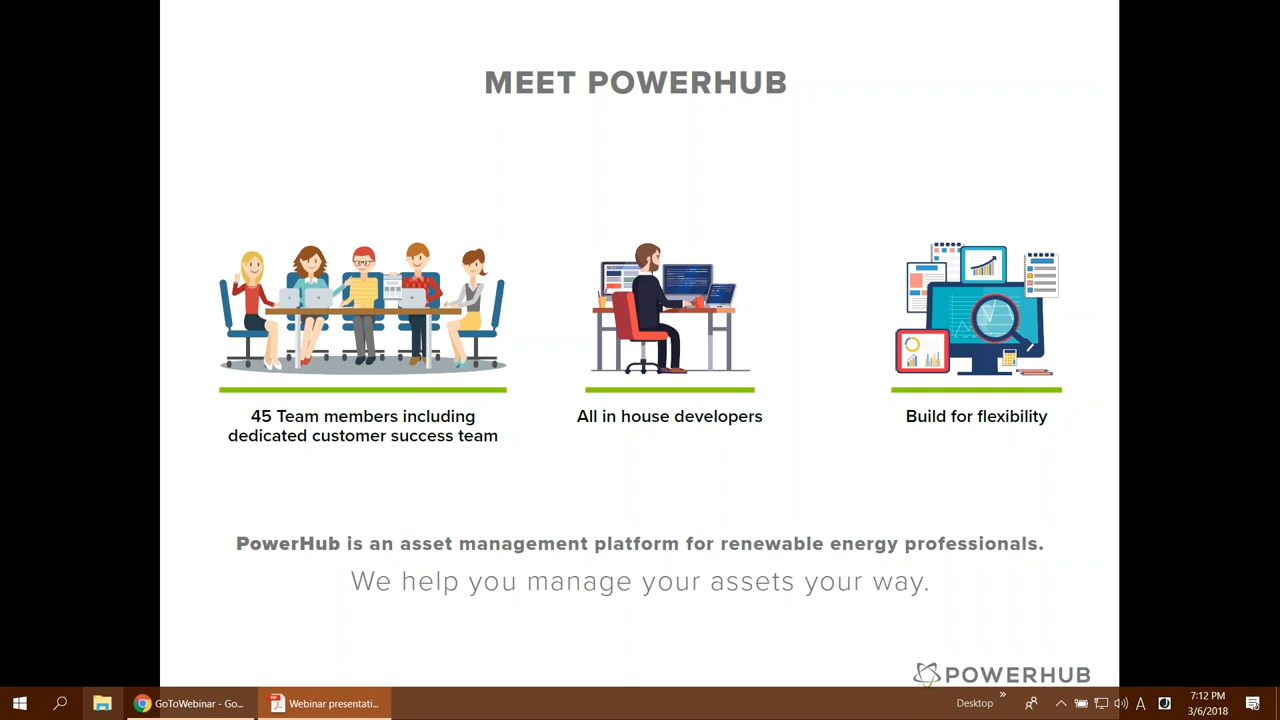 MEET POWERHUB
45 Team members including
dedicated customer success team
All in house developers
Build for flexibility
PowerHub is an asset management platform for renewable energy professionals.
We help you manage your assets your way.
POWERHUB
GoToWebinar - Go...
Webinar presentati...
Desktop
A
7:12 PM
3/6/2018